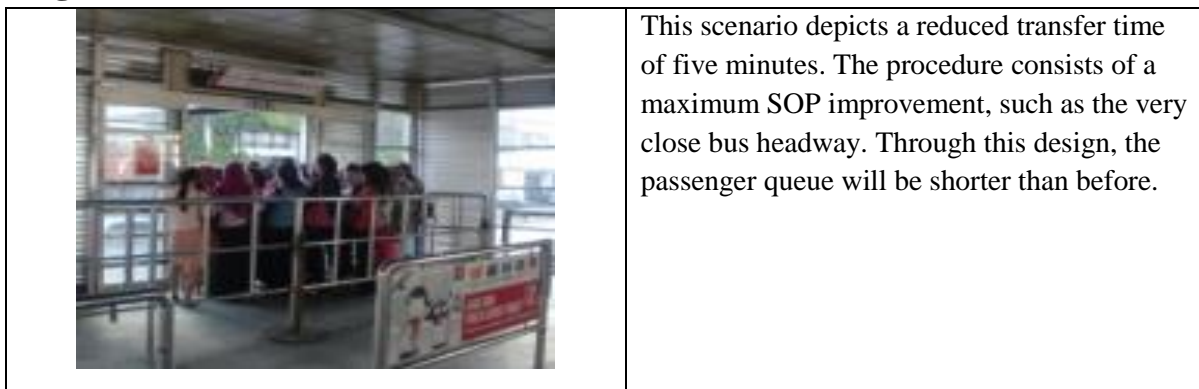 This scenario depicts a reduced transfer time
of five minutes. The procedure consists of a
maximum SOP improvement, such as the very
close bus headway. Through this design, the
passenger queue will be shorter than before.